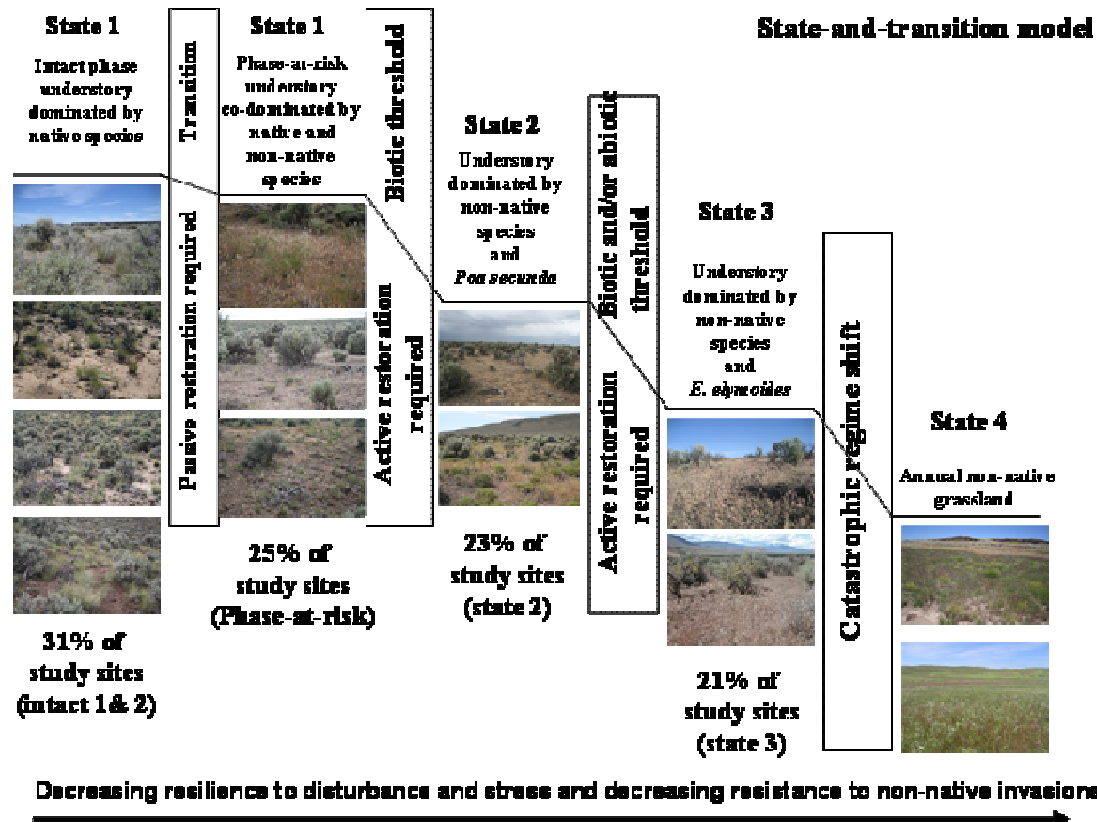 State-and-transition model
State 1
Intact phase
understory
dominated by
native species
31% of
study sites
(intact 1& 2)
Transition
Passive restoration required
State 1
Phase-at-risk
understory
co-dominated by
native and
non-native
species
25% of
study sites
(Phase-at-risk)
Biotic threshold
Active restoration
required
State 2
Understory
dominated by
non-native
species
and
Poa secunda
23% of
study sites
(state 2)
Biotic and/or abiotic
threshold
Active restoration
required
State 3
Understory
dominated by
non-native
species
and
E. elymoides
21% of
study sites
(state 3)
Catastrophic regime shift
State 4
Annual non-native
grassland
Decreasing resilience to disturbance and stress and decreasing resistance to non-native invasions